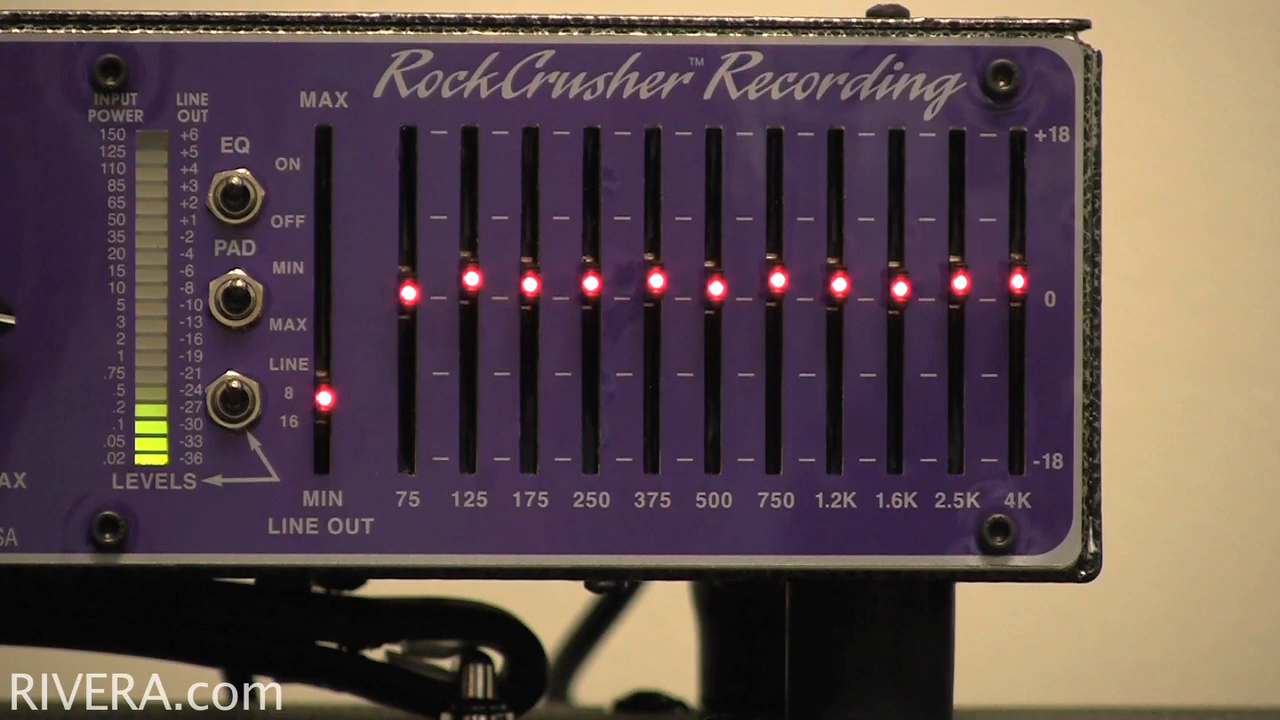 RockCrusher™ Recording
INPUT POWER
LINE OUT
150 +6
125 +5
110 +4
85 +3
65 +2
50 +1
35 -2
20 -4
15 -6
10 -8
5 -10
3 -13
2 -16
1 -19
.75 -21
.5 -24
.2 -27
.1 -30
.05 -33
.02 -36
LEVELS
EQ
ON
OFF
PAD
MIN
MAX
LINE
8
16
MAX
MIN
LINE OUT
+18
0
-18
75 125 175 250 375 500 750 1.2K 1.6K 2.5K 4K
AX
SA
RIVERA.com